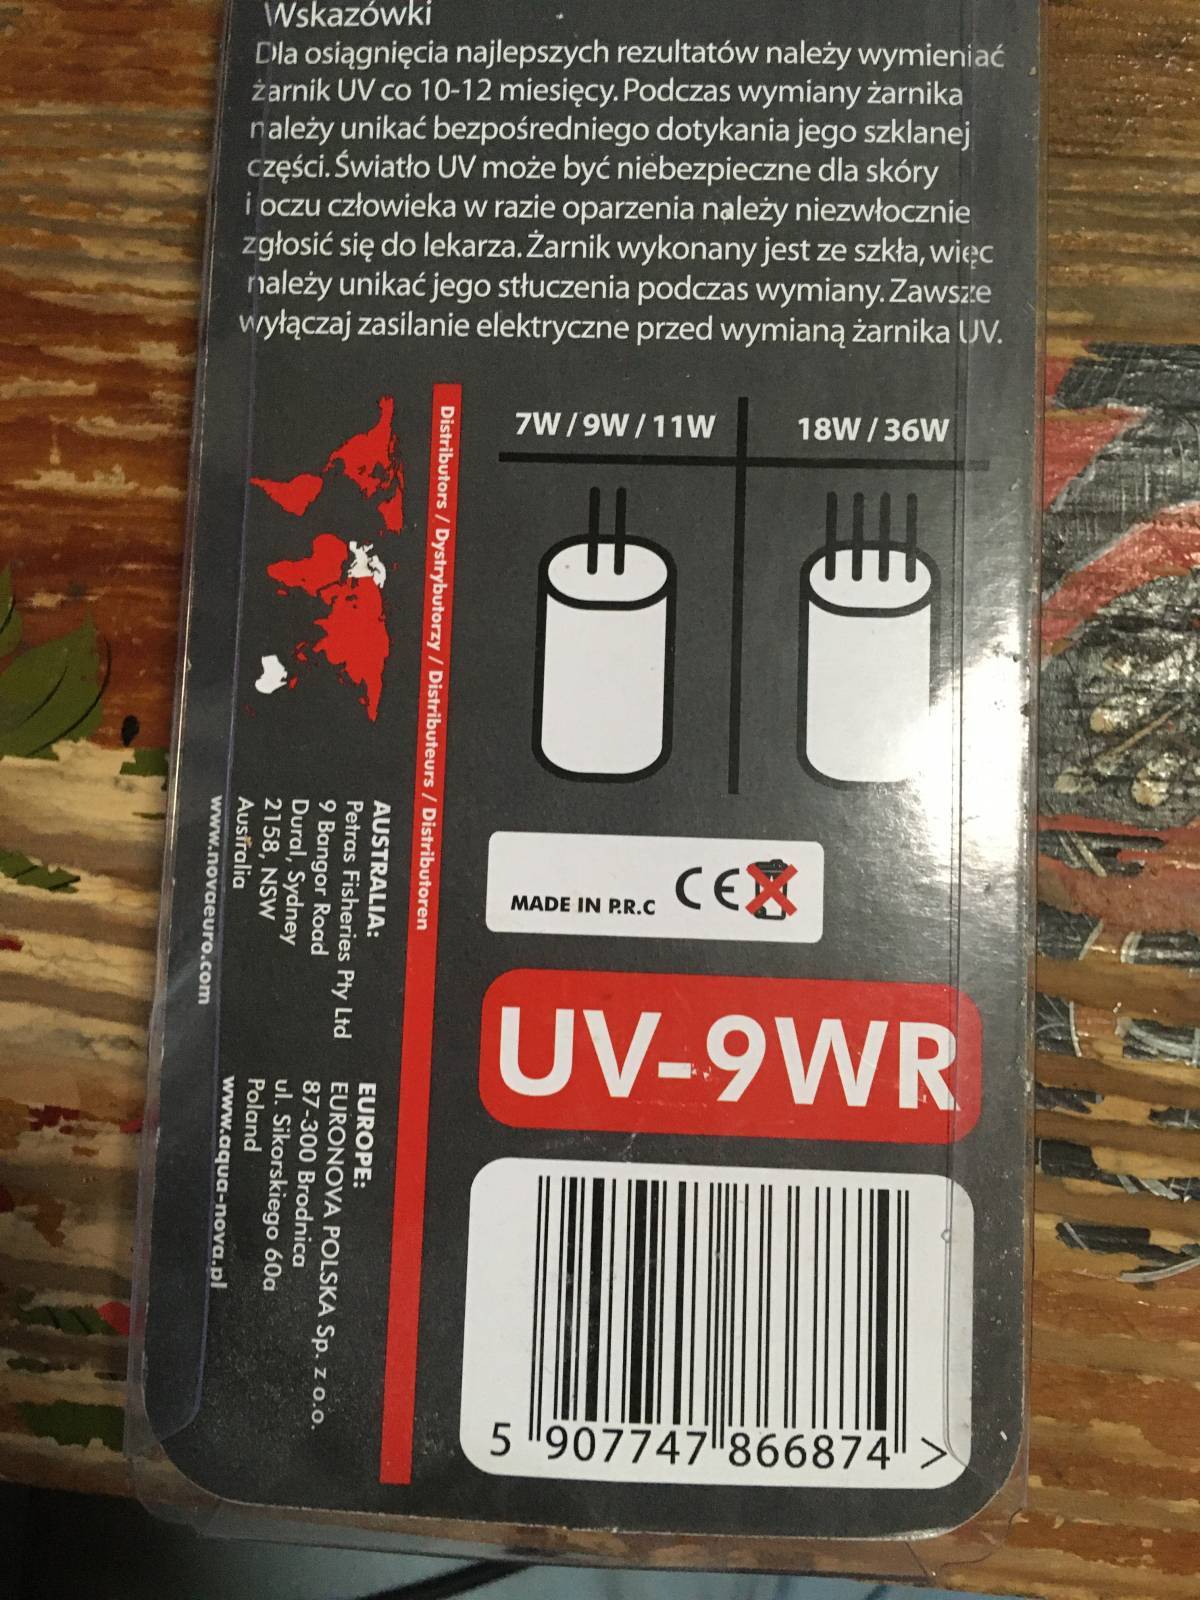 Wskazówki
Dla osiągnięcia najlepszych rezultatów należy wymieniać
żarnik UV co 10-12 miesięcy. Podczas wymiany żarnika
należy unikać bezpośredniego dotykania jego szklanej
części. Światło UV może być niebezpieczne dla skóry
i oczu człowieka w razie oparzenia należy niezwłocznie
zgłosić się do lekarza. Żarnik wykonany jest ze szkła, więc
należy unikać jego stłuczenia podczas wymiany. Zawsze
wyłączaj zasilanie elektryczne przed wymianą żarnika UV.
7W / 9W / 11W
18W / 36W
MADE IN P.R.C
CE
UV-9WR
5 907747 866874 >
Distributors / Dystrybutorzy / Distributeurs / Distributoren
AUSTRALIA:
Petras Fisheries Pty Ltd
9 Bangor Road
Dural, Sydney
2158, NSW
Australia
www.novaeuro.com
EUROPE:
EURONOVA POLSKA Sp. z o.o.
87-300 Brodnica
ul. Sikorskiego 60a
Poland
www.aqua-nova.pl